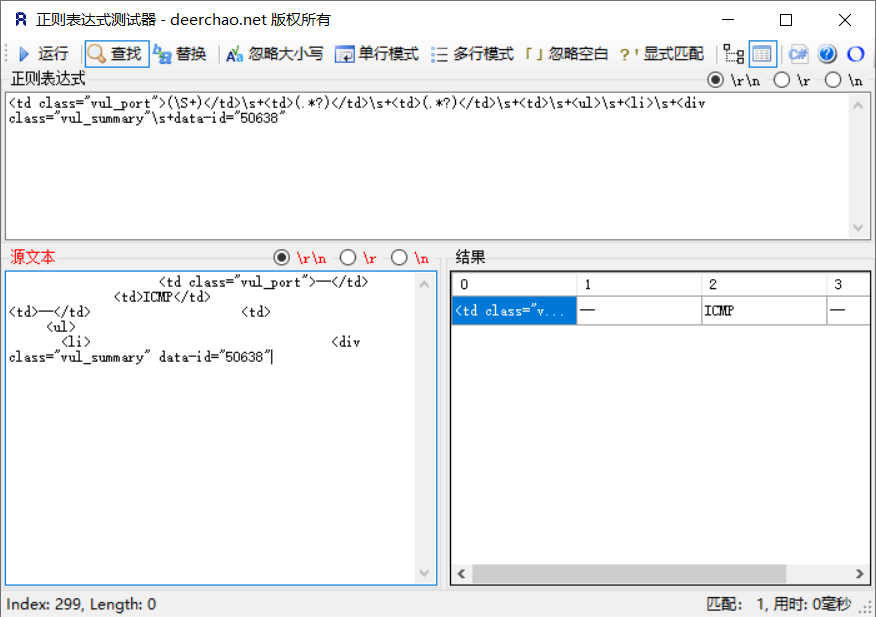 正则表达式测试器 - deerchao.net 版权所有
运行 查找 替换 忽略大小写 单行模式 多行模式 「」忽略空白 ?' 显式匹配 C#
正则表达式 \r\n \r \n
<td class="vul_port">(\S+)</td>\s+<td>(.*?)</td>\s+<td>(.*?)</td>\s+<td>\s+<ul>\s+<li>\s+<div
class="vul_summary"\s+data-id="50638"
源文本 \r\n \r \n
<td class="vul_port">—</td>
<td>ICMP</td>
<td>—</td> <td>
<ul>
<li> <div
class="vul_summary" data-id="50638"
结果
0 1 2 3
<td class="v... — ICMP —
Index: 299, Length: 0
匹配： 1, 用时: 0毫秒